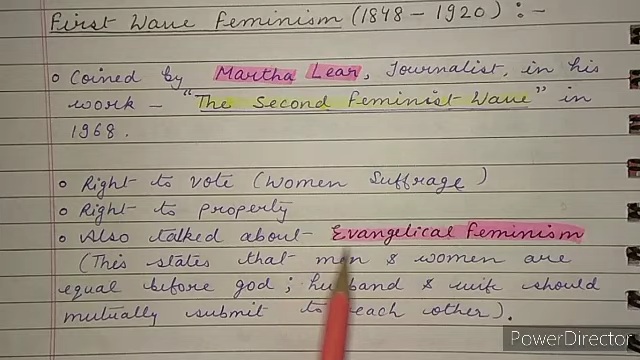 First Wave Feminism (1848 - 1920) :-
o Coined by Martha Lear, Journalist, in his
work - "The Second Feminist Wave" in
1968.
o Right to vote (Women Suffrage)
o Right to property
o Also talked about - Evangelical Feminism
(This states that men & women are
equal before god; husband & wife should
mutually submit to each other).
PowerDirector